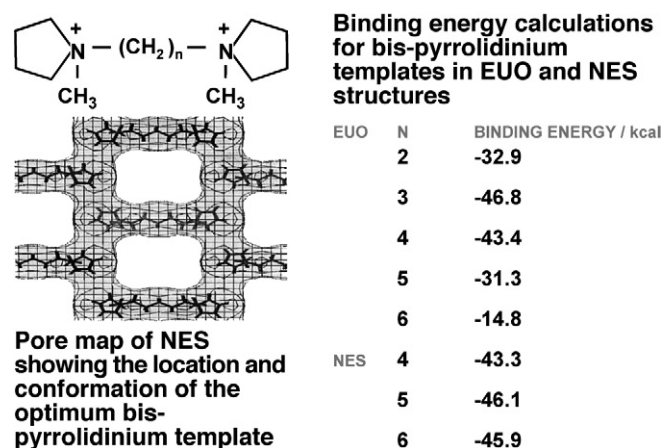 + +
N — (CH2)n — N
CH3 CH3
Pore map of NES
showing the location and
conformation of the
optimum bis-
pyrrolidinium template
Binding energy calculations
for bis-pyrrolidinium
templates in EUO and NES
structures
EUO N BINDING ENERGY / kcal
2 -32.9
3 -46.8
4 -43.4
5 -31.3
6 -14.8
NES 4 -43.3
5 -46.1
6 -45.9